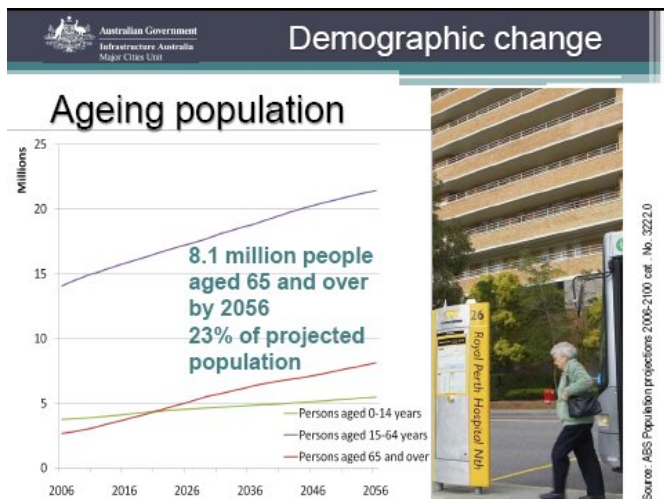 Australian Government
Infrastructure Australia
Major Cities Unit
Demographic change
Ageing population
Millions
25
20
15
10
5
0
8.1 million people
aged 65 and over
by 2056
23% of projected
population
Persons aged 0-14 years
Persons aged 15-64 years
Persons aged 65 and over
2006 2016 2026 2036 2046 2056
26
Royal Perth Hospital Nth
Source: ABS Population projections 2006-2100 cat . No. 3222.0